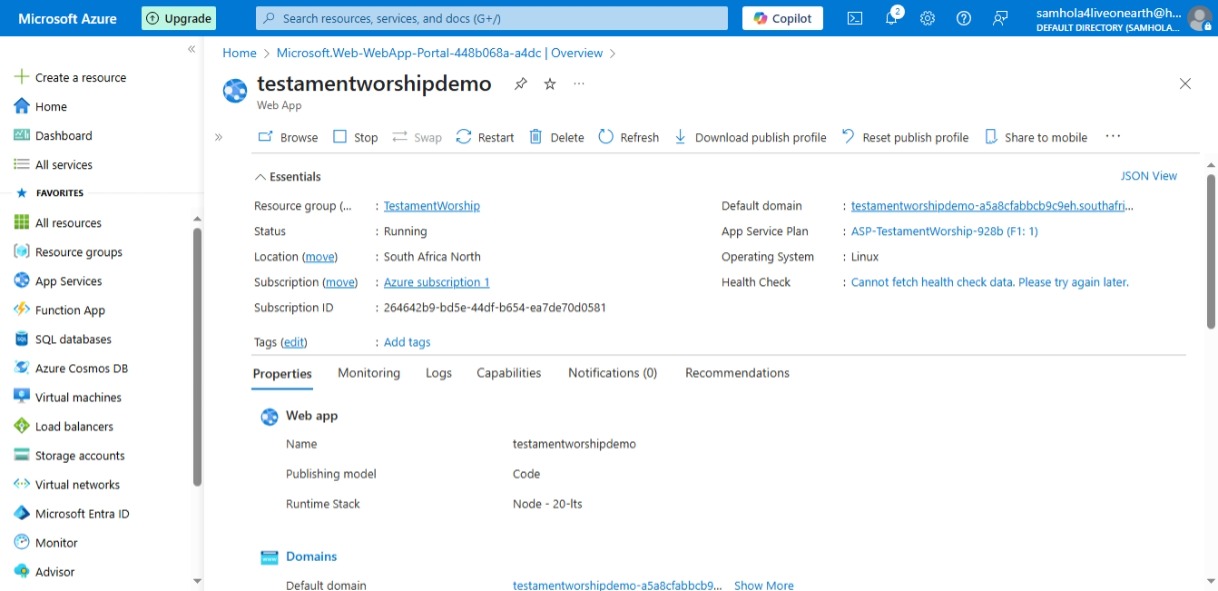 Microsoft Azure
Upgrade
Search resources, services, and docs (G+/)
Copilot
2
samhola4liveonearth@h...
DEFAULT DIRECTORY (SAMHOLA...
Create a resource
Home
Dashboard
All services
FAVORITES
All resources
Resource groups
App Services
Function App
SQL databases
Azure Cosmos DB
Virtual machines
Load balancers
Storage accounts
Virtual networks
Microsoft Entra ID
Monitor
Advisor
Home > Microsoft.Web-WebApp-Portal-448b068a-a4dc | Overview >
testamentworshipdemo
Web App
Browse Stop Swap Restart Delete Refresh Download publish profile Reset publish profile Share to mobile ...
Essentials JSON View
Resource group (... : TestamentWorship
Status : Running
Location (move) : South Africa North
Subscription (move) : Azure subscription 1
Subscription ID : 264642b9-bd5e-44df-b654-ea7de70d0581
Default domain : testamentworshipdemo-a5a8cfabbcb9c9eh.southafri...
App Service Plan : ASP-TestamentWorship-928b (F1: 1)
Operating System : Linux
Health Check : Cannot fetch health check data. Please try again later.
Tags (edit) : Add tags
Properties Monitoring Logs Capabilities Notifications (0) Recommendations
Web app
Name testamentworshipdemo
Publishing model Code
Runtime Stack Node - 20-lts
Domains
Default domain testamentworshipdemo-a5a8cfabbcb9... Show More